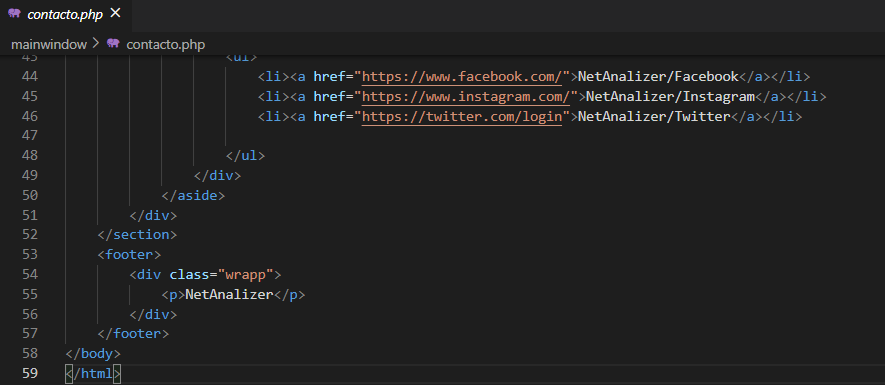 contacto.php ×
mainwindow > contacto.php
43 <ul>
44 <li><a href="https://www.facebook.com/">NetAnalizer/Facebook</a></li>
45 <li><a href="https://www.instagram.com/">NetAnalizer/Instagram</a></li>
46 <li><a href="https://twitter.com/login">NetAnalizer/Twitter</a></li>
47
48 </ul>
49 </div>
50 </aside>
51 </div>
52 </section>
53 <footer>
54 <div class="wrapp">
55 <p>NetAnalizer</p>
56 </div>
57 </footer>
58 </body>
59 </html>